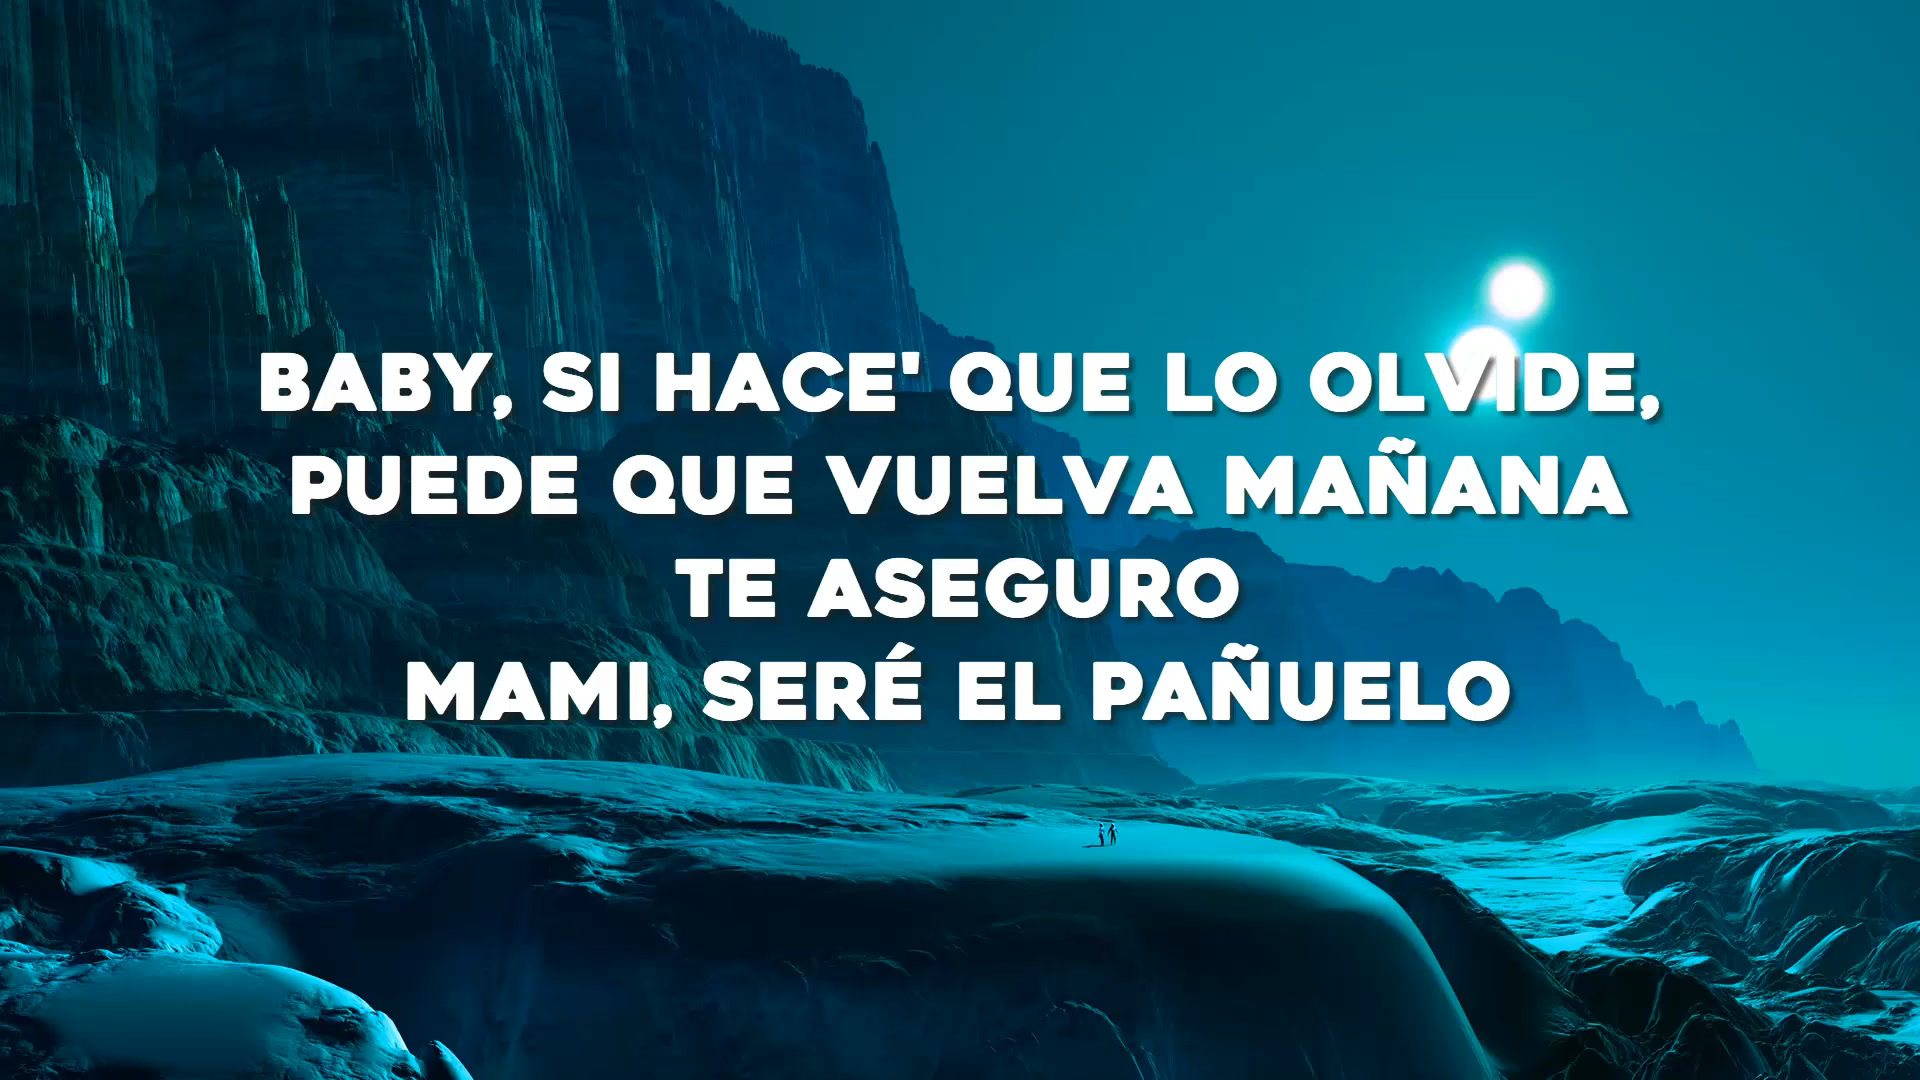 BABY, SI HACE' QUE LO OLVIDE,
PUEDE QUE VUELVA MAÑANA
TE ASEGURO
MAMI, SERÉ EL PAÑUELO